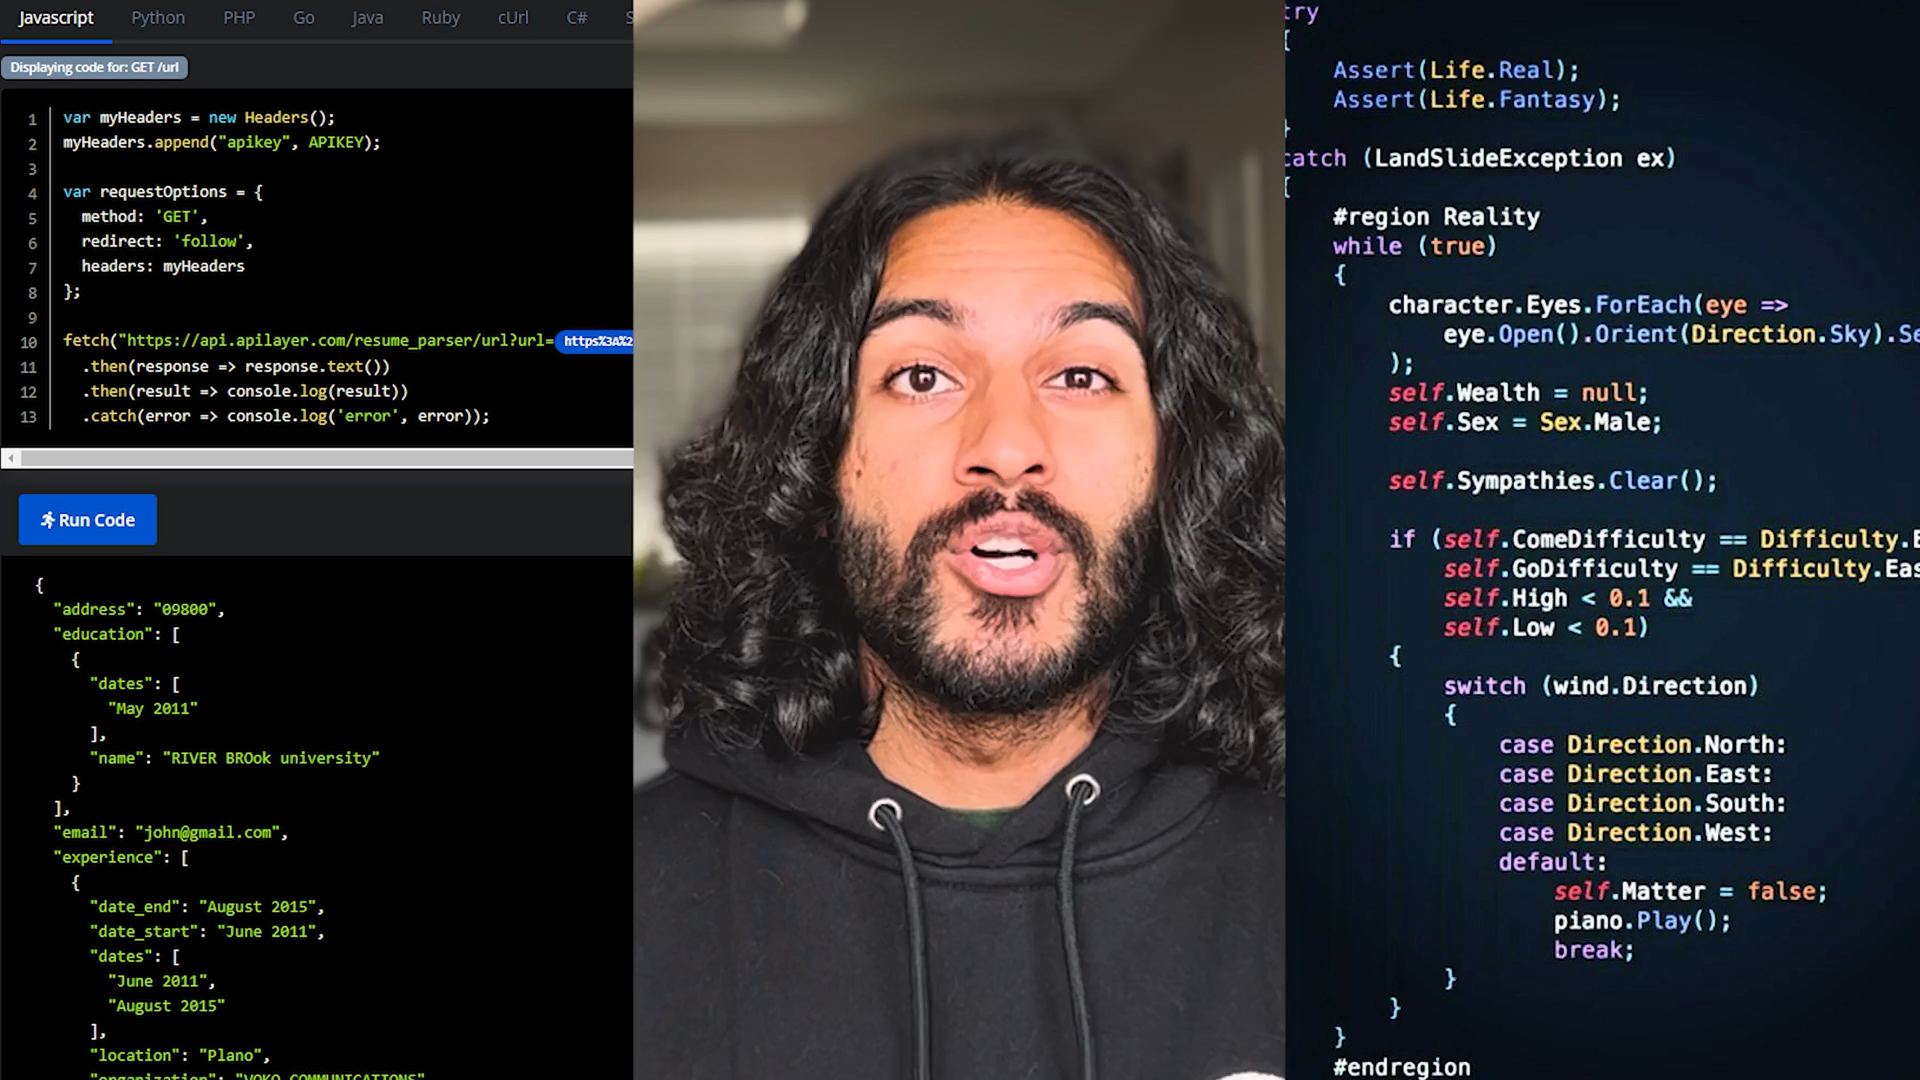 Javascript Python PHP Go Java Ruby cUrl C#
Displaying code for: GET /url
1 var myHeaders = new Headers();
2 myHeaders.append("apikey", APIKEY);
3
4 var requestOptions = {
5 method: 'GET',
6 redirect: 'follow',
7 headers: myHeaders
8 };
9
10 fetch("https://api.apilayer.com/resume_parser/url?url= https%3A%2
11 .then(response => response.text())
12 .then(result => console.log(result))
13 .catch(error => console.log('error', error));
Run Code
{
"address": "09800",
"education": [
{
"dates": [
"May 2011"
],
"name": "RIVER BROok university"
}
],
"email": "john@gmail.com",
"experience": [
{
"date_end": "August 2015",
"date_start": "June 2011",
"dates": [
"June 2011",
"August 2015"
],
"location": "Plano",
"organization": "VOKO COMMUNICATIONS"
try
{
Assert(Life.Real);
Assert(Life.Fantasy);
}
catch (LandSlideException ex)
{
#region Reality
while (true)
{
character.Eyes.ForEach(eye =>
eye.Open().Orient(Direction.Sky).Se
);
self.Wealth = null;
self.Sex = Sex.Male;
self.Sympathies.Clear();
if (self.ComeDifficulty == Difficulty.E
self.GoDifficulty == Difficulty.Eas
self.High < 0.1 &&
self.Low < 0.1)
{
switch (wind.Direction)
{
case Direction.North:
case Direction.East:
case Direction.South:
case Direction.West:
default:
self.Matter = false;
piano.Play();
break;
}
}
}
#endregion